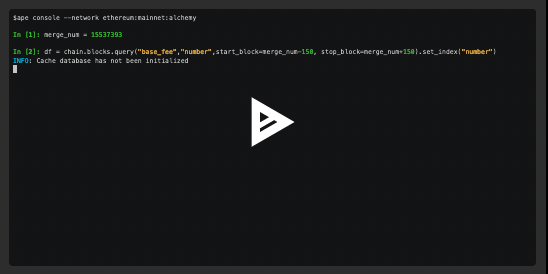 $ape console --network ethereum:mainnet:alchemy
In [1]: merge_num = 15537393
In [2]: df = chain.blocks.query("base_fee","number",start_block=merge_num-150, stop_block=merge_num+150).set_index("number")
INFO: Cache database has not been initialized